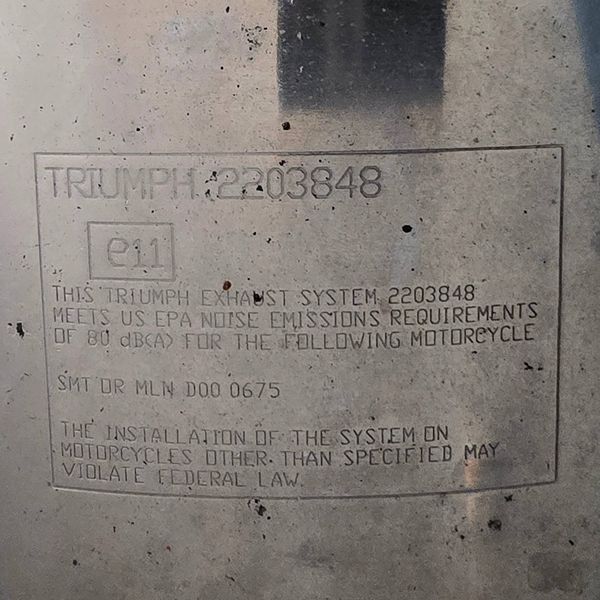 TRIUMPH 2203848
e11
THIS TRIUMPH EXHAUST SYSTEM 2203848
MEETS US EPA NOISE EMISSIONS REQUIREMENTS
OF 80 dB(A) FOR THE FOLLOWING MOTORCYCLE
SMT OR MLN D00 0675
THE INSTALLATION OF THE SYSTEM ON
MOTORCYCLES OTHER THAN SPECIFIED MAY
VIOLATE FEDERAL LAW